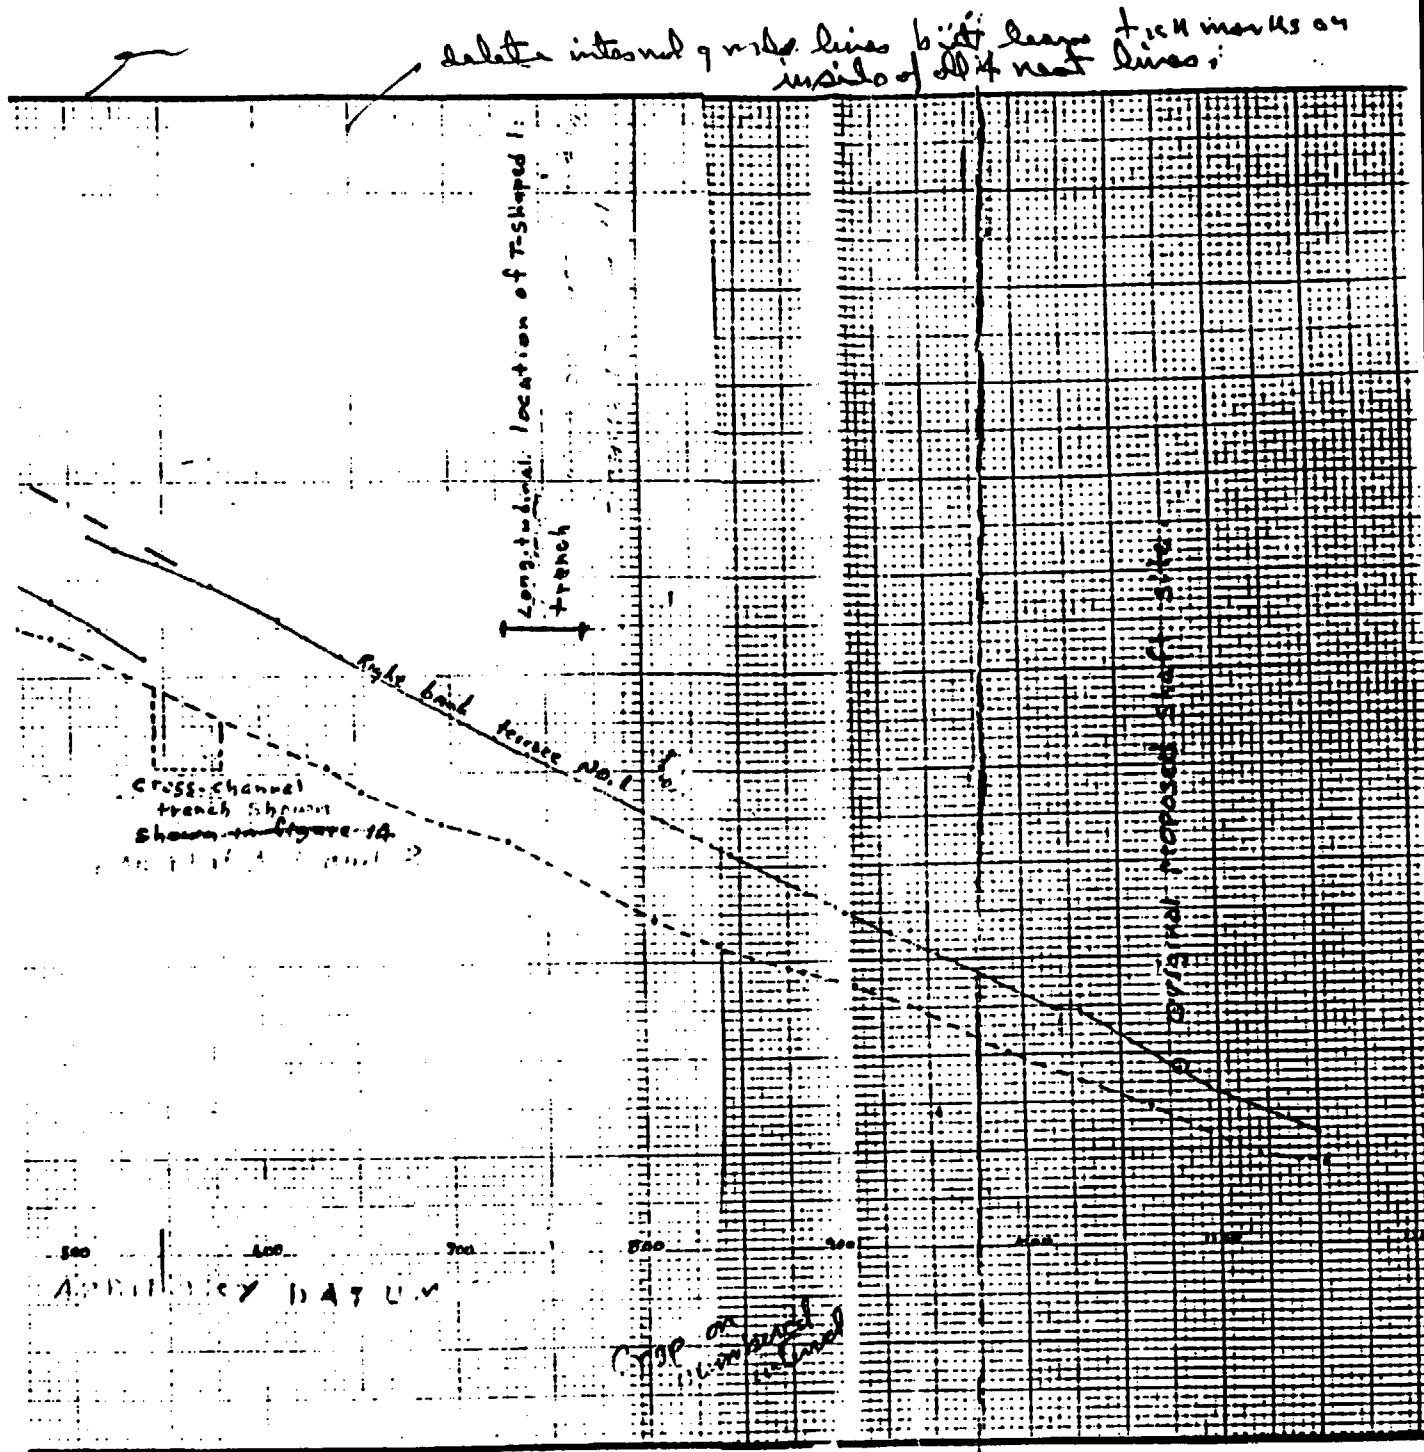 delete internal grid lines but leave tick marks on
inside of all 4 neat lines.
Longitudinal location of T-shaped
trench
Original proposed shaft site
Right bank terrace No. 1
Cross-channel
trench shown
shown in figure 1A
and
500 600 700 800 900 1000 1100
DATUM
Crop on
numbered
interval